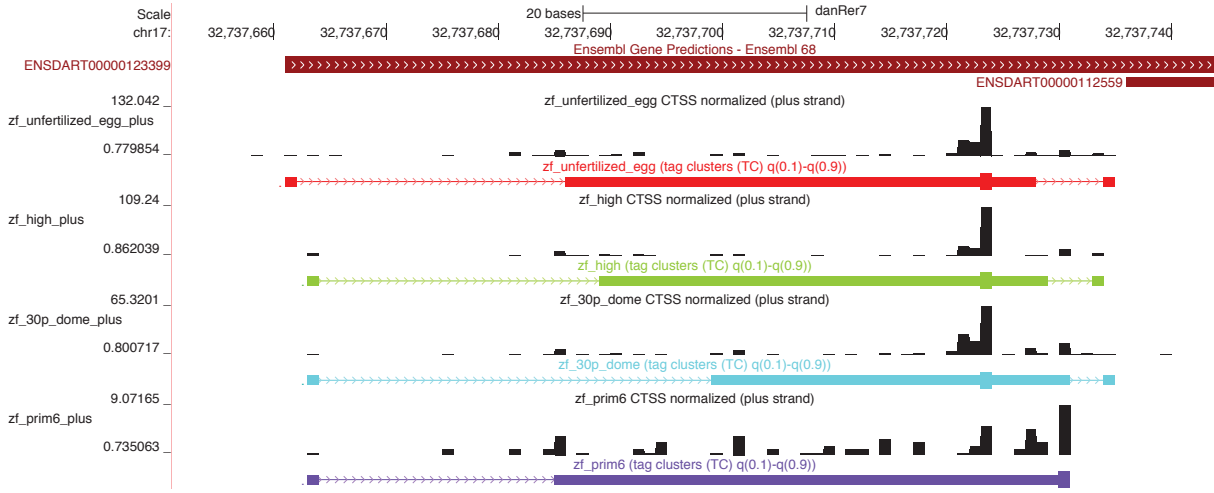 Scale 20 bases danRer7
chr17: 32,737,660 32,737,670 32,737,680 32,737,690 32,737,700 32,737,710 32,737,720 32,737,730 32,737,740
Ensembl Gene Predictions - Ensembl 68
ENSDART00000123399
ENSDART00000112559
zf_unfertilized_egg CTSS normalized (plus strand)
132.042
zf_unfertilized_egg_plus
0.779854
zf_unfertilized_egg (tag clusters (TC) q(0.1)-q(0.9))
zf_high CTSS normalized (plus strand)
109.24
zf_high_plus
0.862039
zf_high (tag clusters (TC) q(0.1)-q(0.9))
zf_30p_dome CTSS normalized (plus strand)
65.3201
zf_30p_dome_plus
0.800717
zf_30p_dome (tag clusters (TC) q(0.1)-q(0.9))
zf_prim6 CTSS normalized (plus strand)
9.07165
zf_prim6_plus
0.735063
zf_prim6 (tag clusters (TC) q(0.1)-q(0.9))